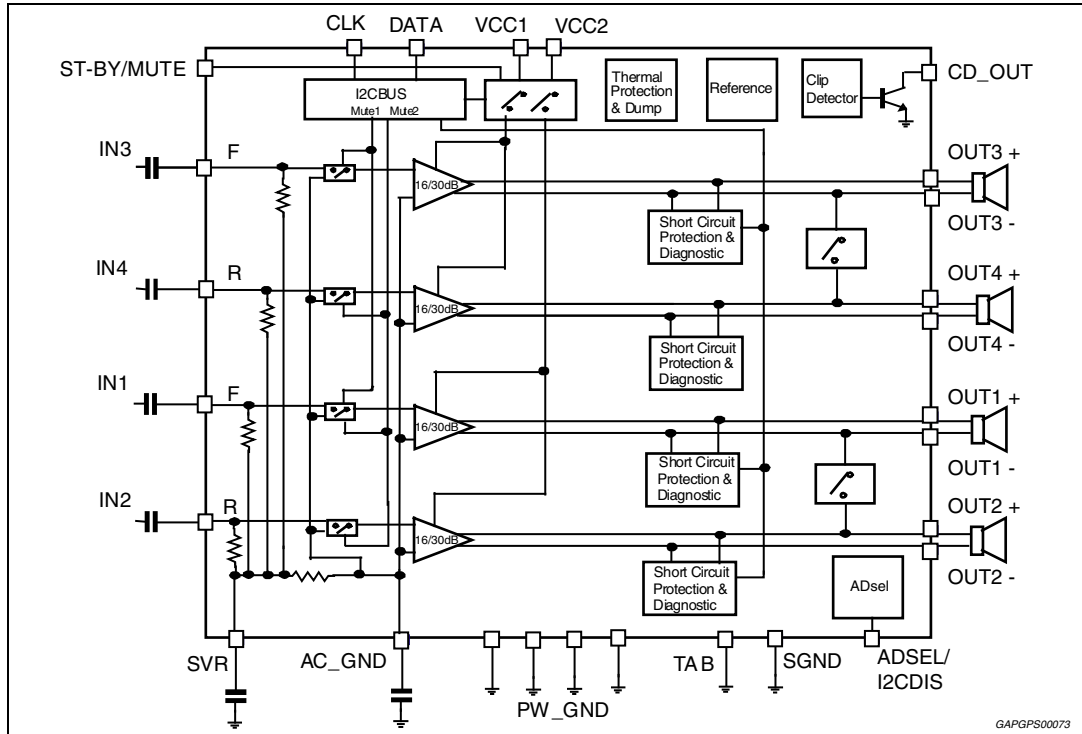 CLK DATA VCC1 VCC2
ST-BY/MUTE
I2CBUS
Mute1 Mute2
Thermal
Protection
& Dump
Reference
Clip
Detector
CD_OUT
IN3
F
16/30dB
Short Circuit
Protection &
Diagnostic
OUT3 +
OUT3 -
IN4
R
16/30dB
Short Circuit
Protection &
Diagnostic
OUT4 +
OUT4 -
IN1
F
16/30dB
Short Circuit
Protection &
Diagnostic
OUT1 +
OUT1 -
IN2
R
16/30dB
Short Circuit
Protection &
Diagnostic
OUT2 +
OUT2 -
ADsel
SVR
AC_GND
PW_GND
TAB
SGND
ADSEL/
I2CDIS
GAPGPS00073